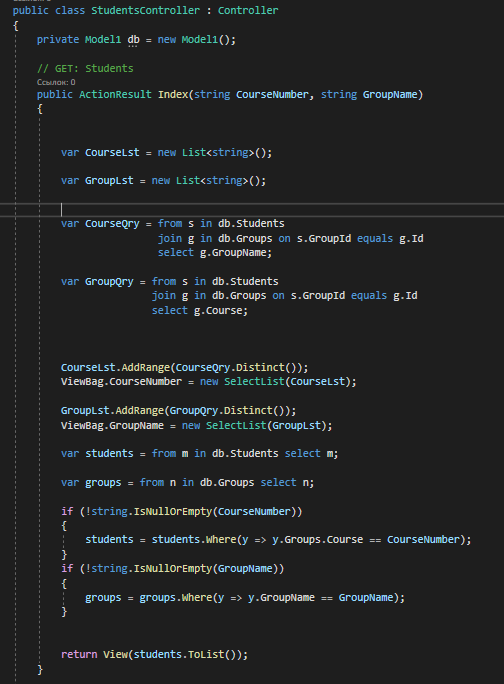 public class StudentsController : Controller
{
private Model1 db = new Model1();
// GET: Students
Ссылок: 0
public ActionResult Index(string CourseNumber, string GroupName)
{
var CourseLst = new List<string>();
var GroupLst = new List<string>();
var CourseQry = from s in db.Students
join g in db.Groups on s.GroupId equals g.Id
select g.GroupName;
var GroupQry = from s in db.Students
join g in db.Groups on s.GroupId equals g.Id
select g.Course;
CourseLst.AddRange(CourseQry.Distinct());
ViewBag.CourseNumber = new SelectList(CourseLst);
GroupLst.AddRange(GroupQry.Distinct());
ViewBag.GroupName = new SelectList(GroupLst);
var students = from m in db.Students select m;
var groups = from n in db.Groups select n;
if (!string.IsNullOrEmpty(CourseNumber))
{
students = students.Where(y => y.Groups.Course == CourseNumber);
}
if (!string.IsNullOrEmpty(GroupName))
{
groups = groups.Where(y => y.GroupName == GroupName);
}
return View(students.ToList());
}